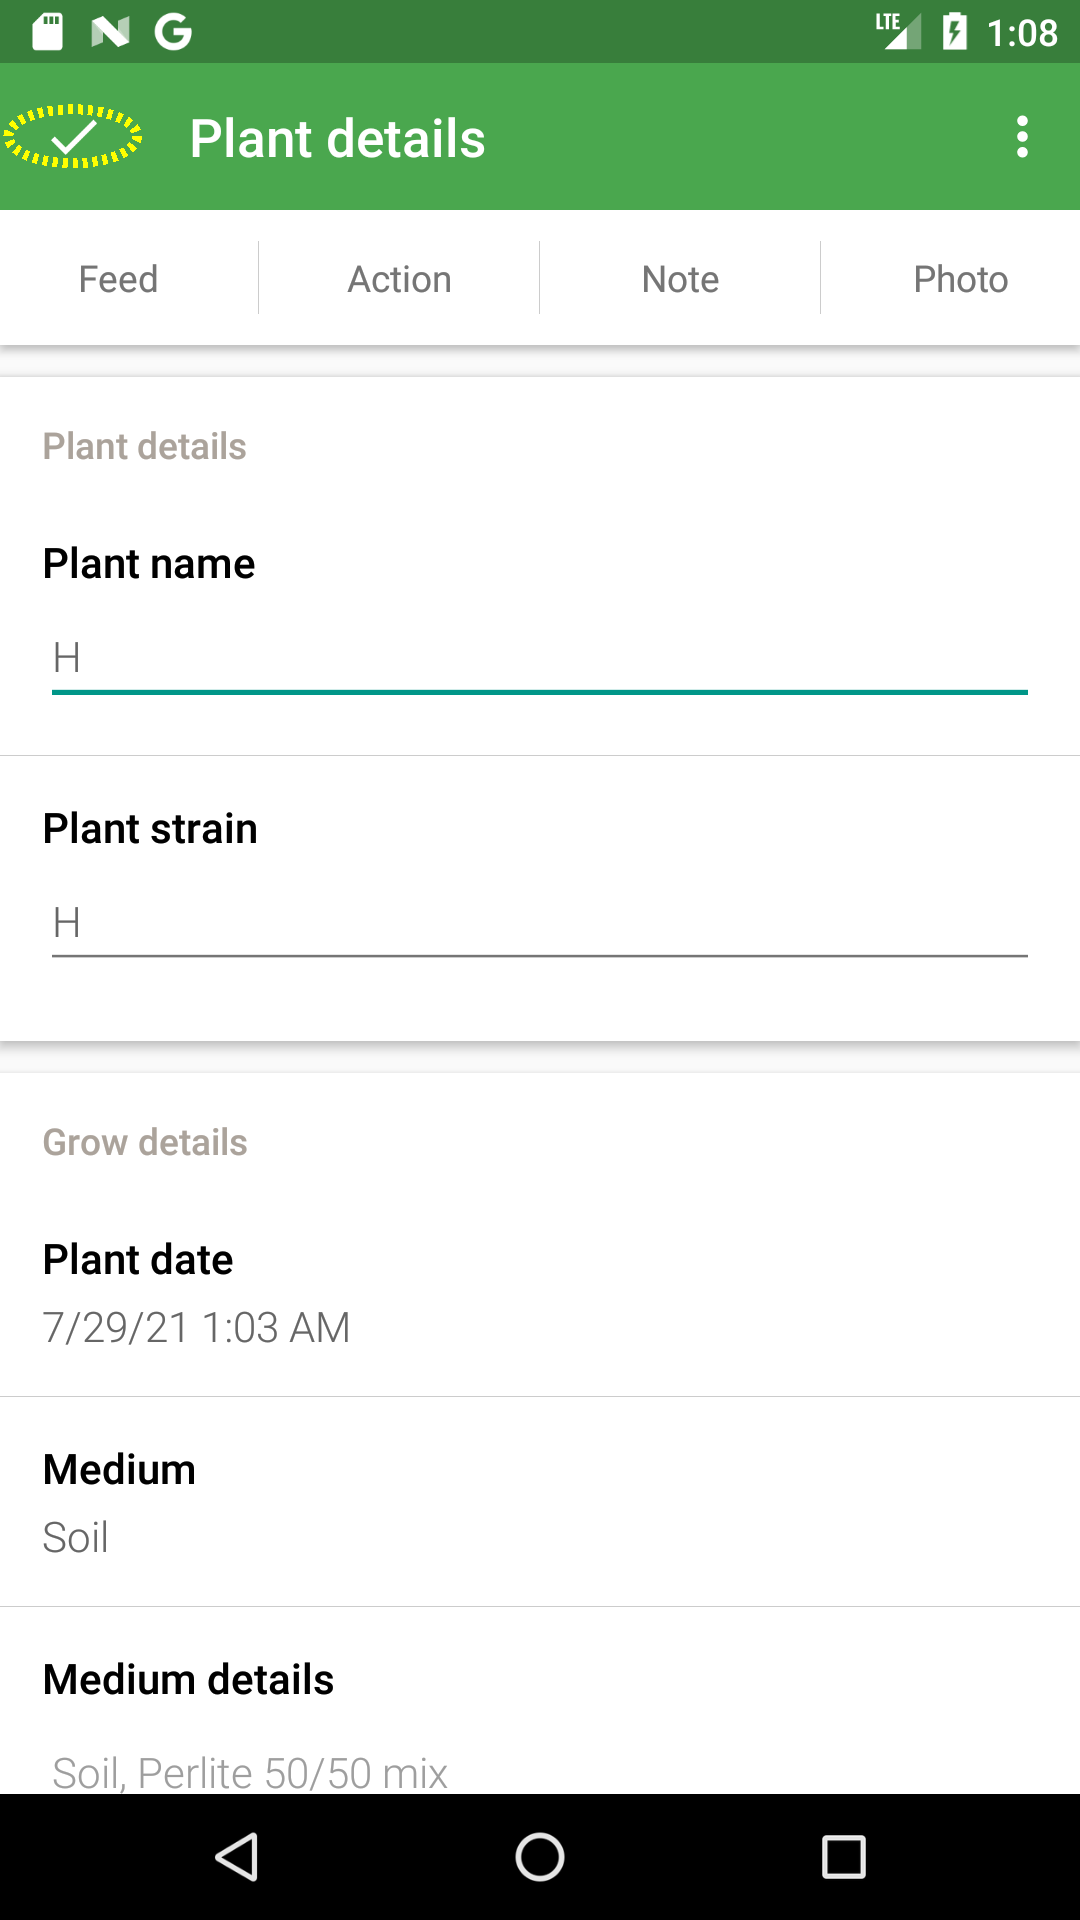 LTE 1:08
Plant details
Feed Action Note Photo
Plant details
Plant name
H
Plant strain
H
Grow details
Plant date
7/29/21 1:03 AM
Medium
Soil
Medium details
Soil, Perlite 50/50 mix